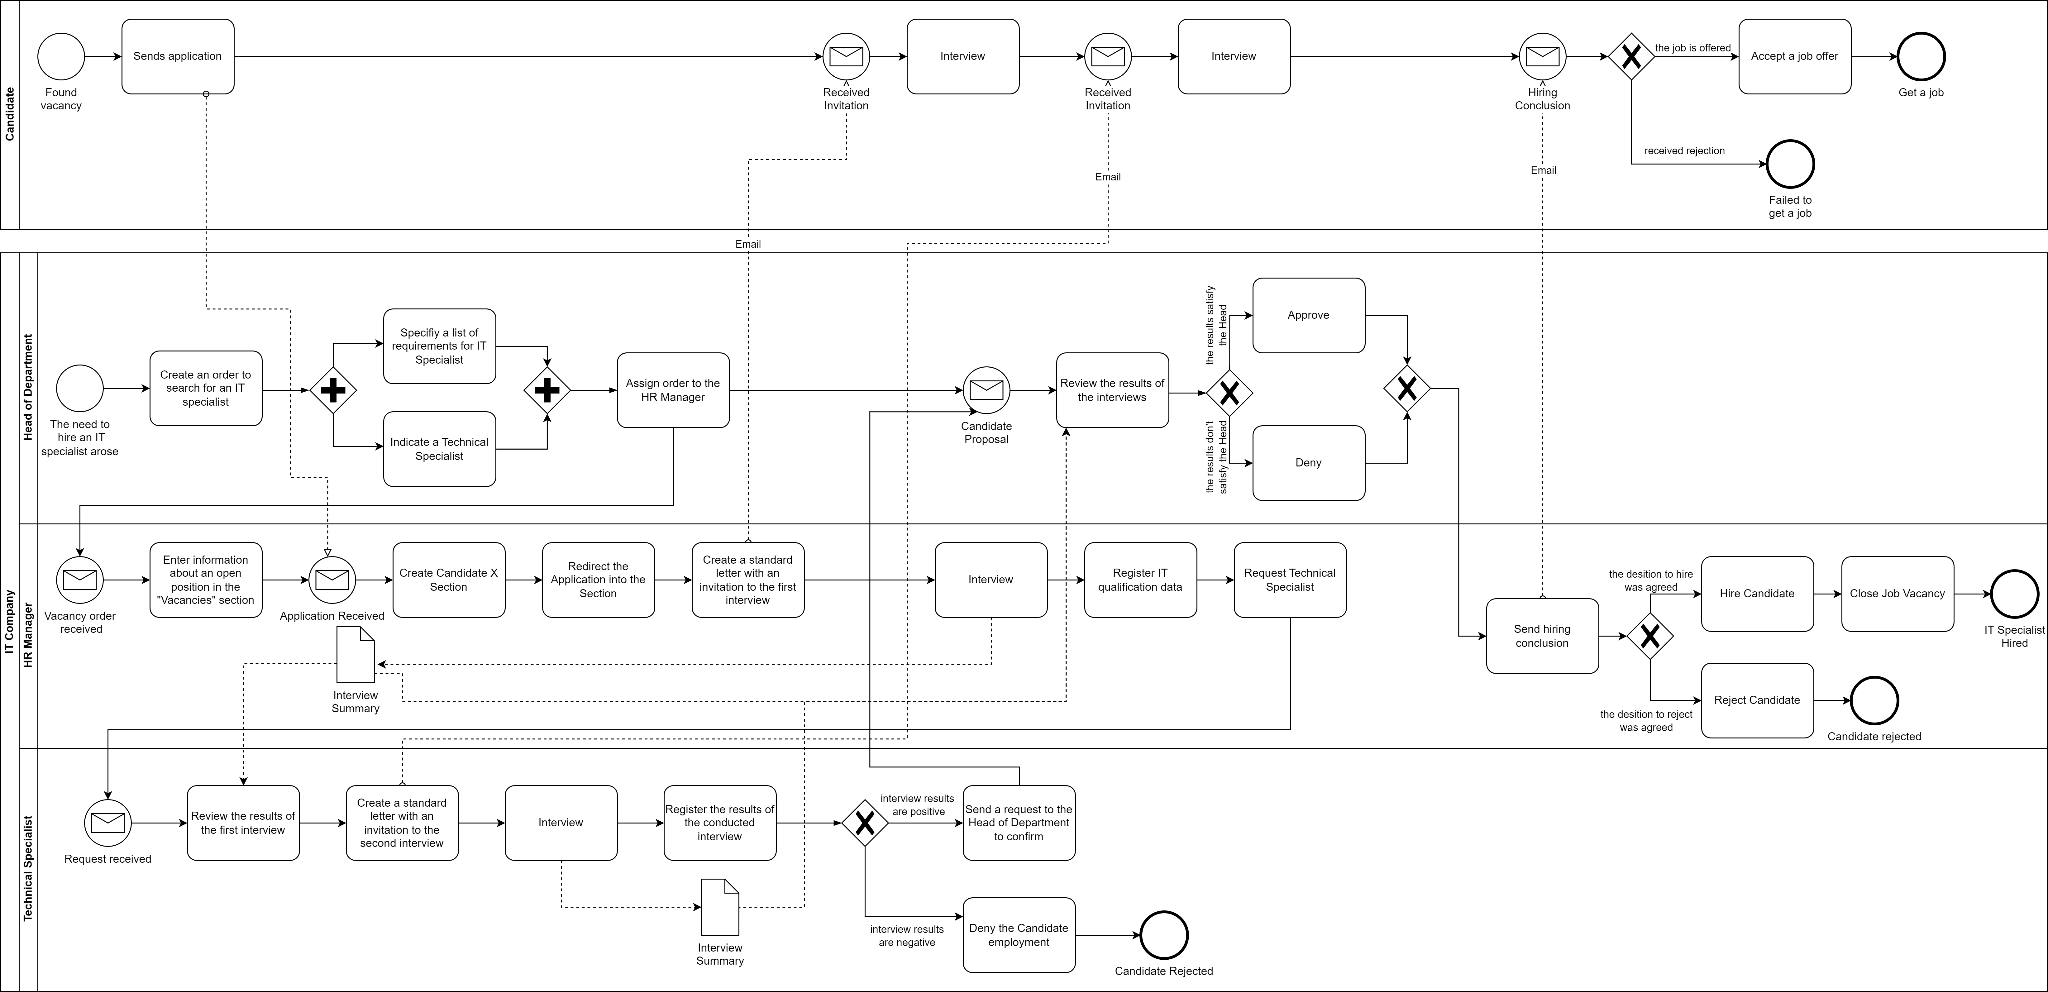 Candidate
Found
vacancy
Sends application
Received
Invitation
Interview
Received
Invitation
Interview
Hiring
Conclusion
the job is offered
Accept a job offer
Get a job
received rejection
Failed to
get a job
Email
Email
Email
IT Company
Head of Department
The need to
hire an IT
specialist arose
Create an order to
search for an IT
specialist
Specifiy a list of
requirements for IT
Specialist
Indicate a Technical
Specialist
Assign order to the
HR Manager
Candidate
Proposal
Review the results of
the interviews
the results satisfy
the Head
the results don't
satisfy the Head
Approve
Deny
HR Manager
Vacancy order
received
Enter information
about an open
position in the
"Vacancies" section
Application Received
Create Candidate X
Section
Redirect the
Application into the
Section
Create a standard
letter with an
invitation to the first
interview
Interview
Register IT
qualification data
Request Technical
Specialist
Interview
Summary
Send hiring
conclusion
the desition to hire
was agreed
Hire Candidate
Close Job Vacancy
IT Specialist
Hired
the desition to reject
was agreed
Reject Candidate
Candidate rejected
Technical Specialist
Request received
Review the results of
the first interview
Create a standard
letter with an
invitation to the
second interview
Interview
Register the results of
the conducted
interview
interview results
are positive
Send a request to the
Head of Department
to confirm
Interview
Summary
interview results
are negative
Deny the Candidate
employment
Candidate Rejected